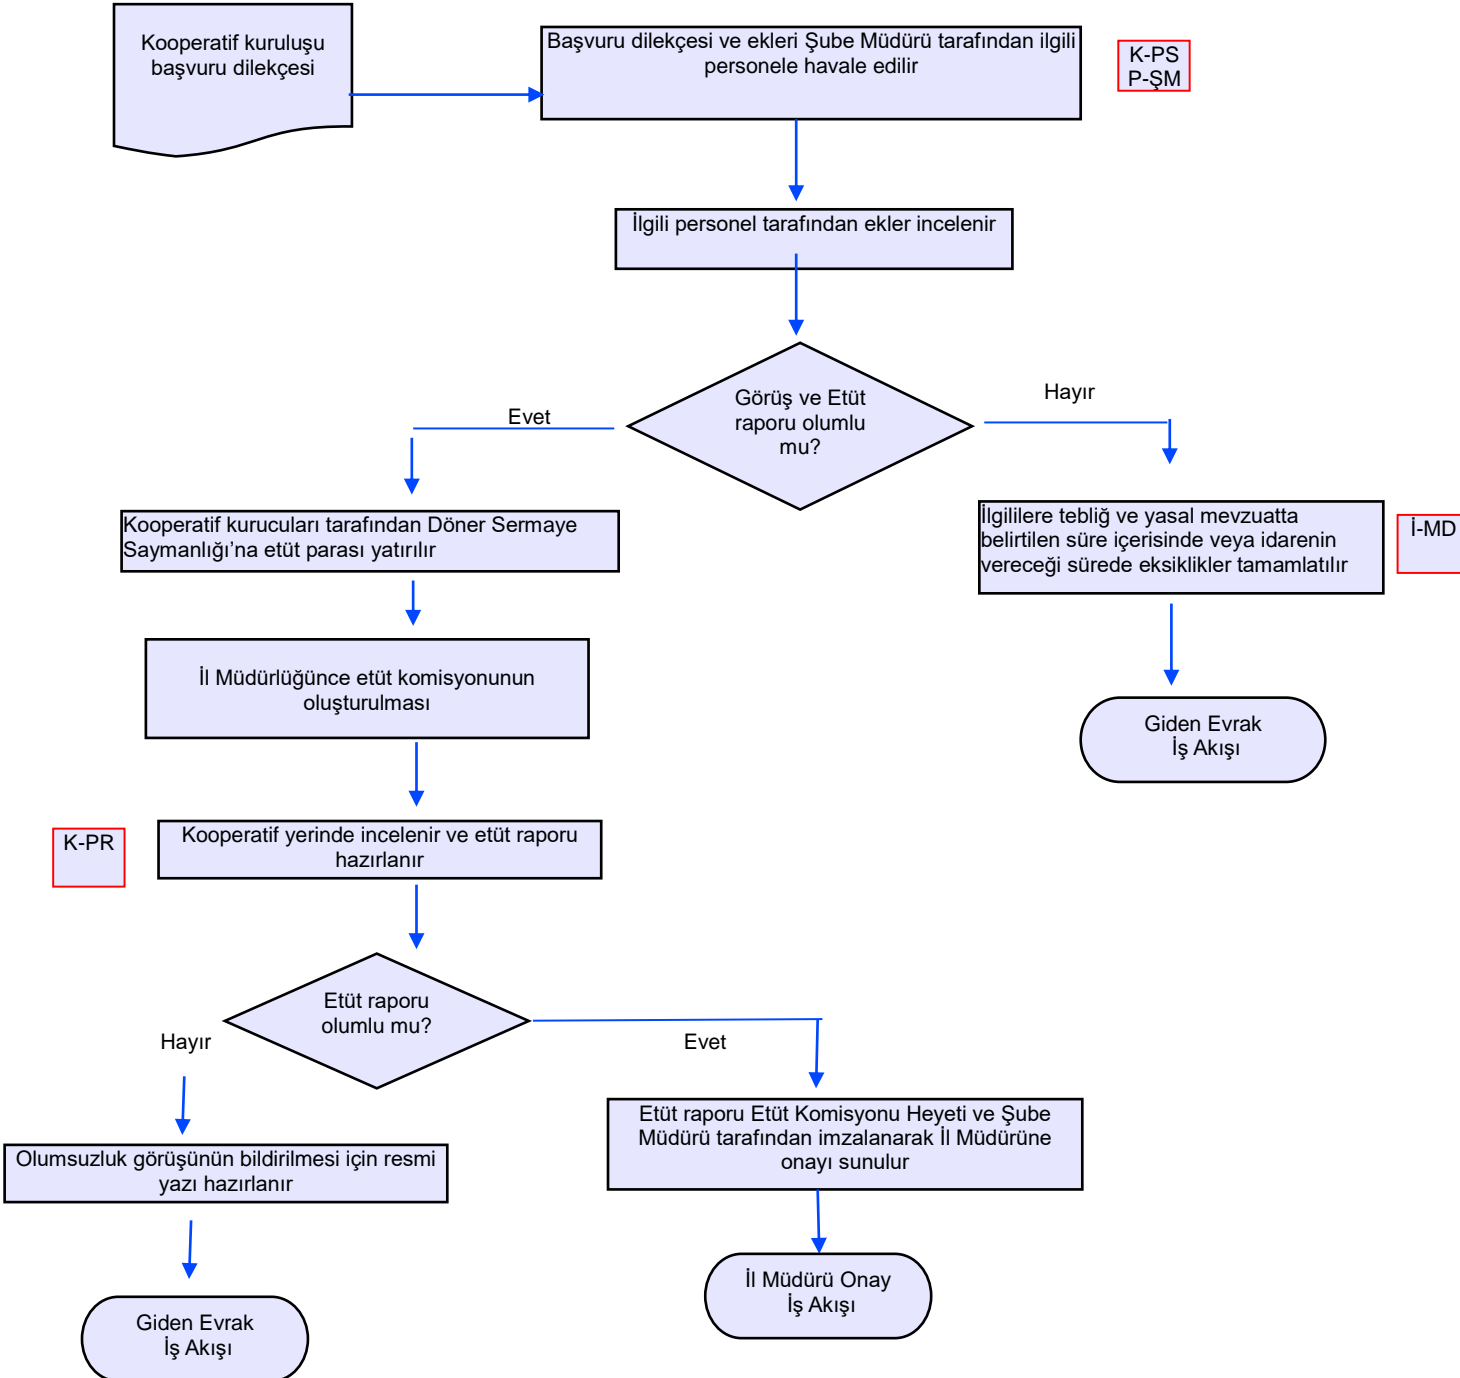 Kooperatif kuruluşu
başvuru dilekçesi
Başvuru dilekçesi ve ekleri Şube Müdürü tarafından ilgili
personele havale edilir
K-PS
P-ŞM
İlgili personel tarafından ekler incelenir
Görüş ve Etüt
raporu olumlu
mu?
Evet
Hayır
Kooperatif kurucuları tarafından Döner Sermaye
Saymanlığı’na etüt parası yatırılır
İlgililere tebliğ ve yasal mevzuatta
belirtilen süre içerisinde veya idarenin
vereceği sürede eksiklikler tamamlatılır
İ-MD
İl Müdürlüğünce etüt komisyonunun
oluşturulması
Giden Evrak
İş Akışı
K-PR
Kooperatif yerinde incelenir ve etüt raporu
hazırlanır
Etüt raporu
olumlu mu?
Hayır
Evet
Etüt raporu Etüt Komisyonu Heyeti ve Şube
Müdürü tarafından imzalanarak İl Müdürüne
onayı sunulur
Olumsuzluk görüşünün bildirilmesi için resmi
yazı hazırlanır
İl Müdürü Onay
İş Akışı
Giden Evrak
İş Akışı